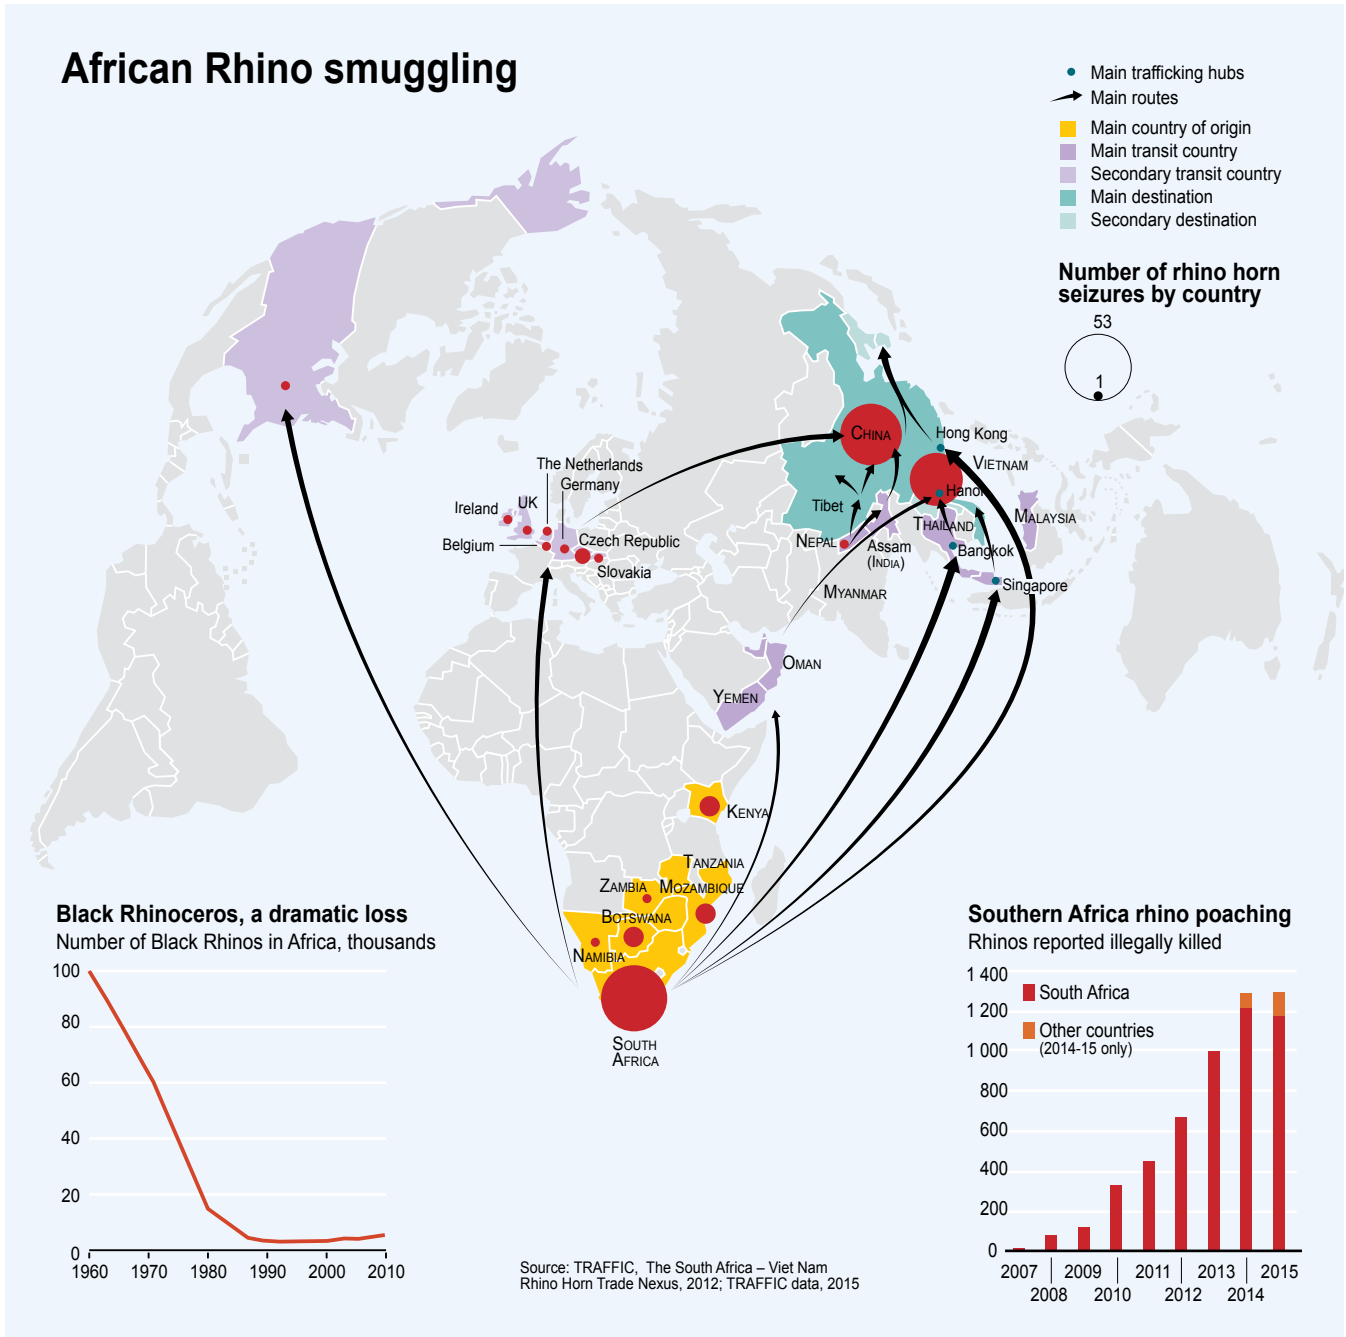 African Rhino smuggling
Main trafficking hubs
Main routes
Main country of origin
Main transit country
Secondary transit country
Main destination
Secondary destination
Number of rhino horn
seizures by country
53
1
China
Hong Kong
Vietnam
Hanoi
Tibet
Thailand
Malaysia
Nepal
Assam
(India)
Bangkok
Singapore
Myanmar
The Netherlands
Germany
Ireland
UK
Belgium
Czech Republic
Slovakia
Oman
Yemen
Kenya
Tanzania
Zambia
Mozambique
Botswana
Namibia
South
Africa
Black Rhinoceros, a dramatic loss
Number of Black Rhinos in Africa, thousands
100
80
60
40
20
0
1960 1970 1980 1990 2000 2010
Source: TRAFFIC, The South Africa – Viet Nam
Rhino Horn Trade Nexus, 2012; TRAFFIC data, 2015
Southern Africa rhino poaching
Rhinos reported illegally killed
1 400
1 200
1 000
800
600
400
200
0
South Africa
Other countries
(2014-15 only)
2007 2009 2011 2013 2015
2008 2010 2012 2014